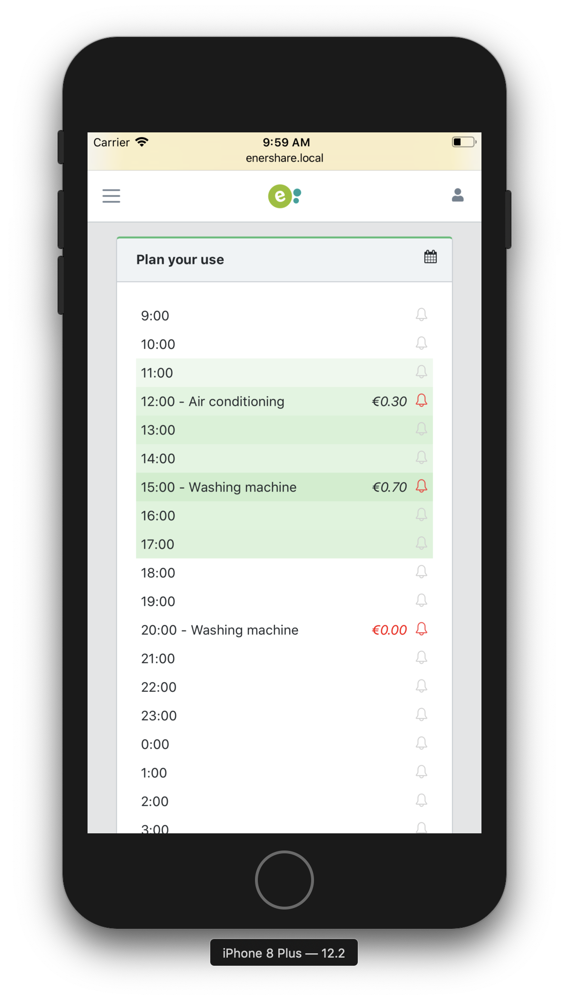 Carrier 9:59 AM
enershare.local
e
Plan your use
9:00
10:00
11:00
12:00 - Air conditioning €0.30
13:00
14:00
15:00 - Washing machine €0.70
16:00
17:00
18:00
19:00
20:00 - Washing machine €0.00
21:00
22:00
23:00
0:00
1:00
2:00
3:00
iPhone 8 Plus — 12.2